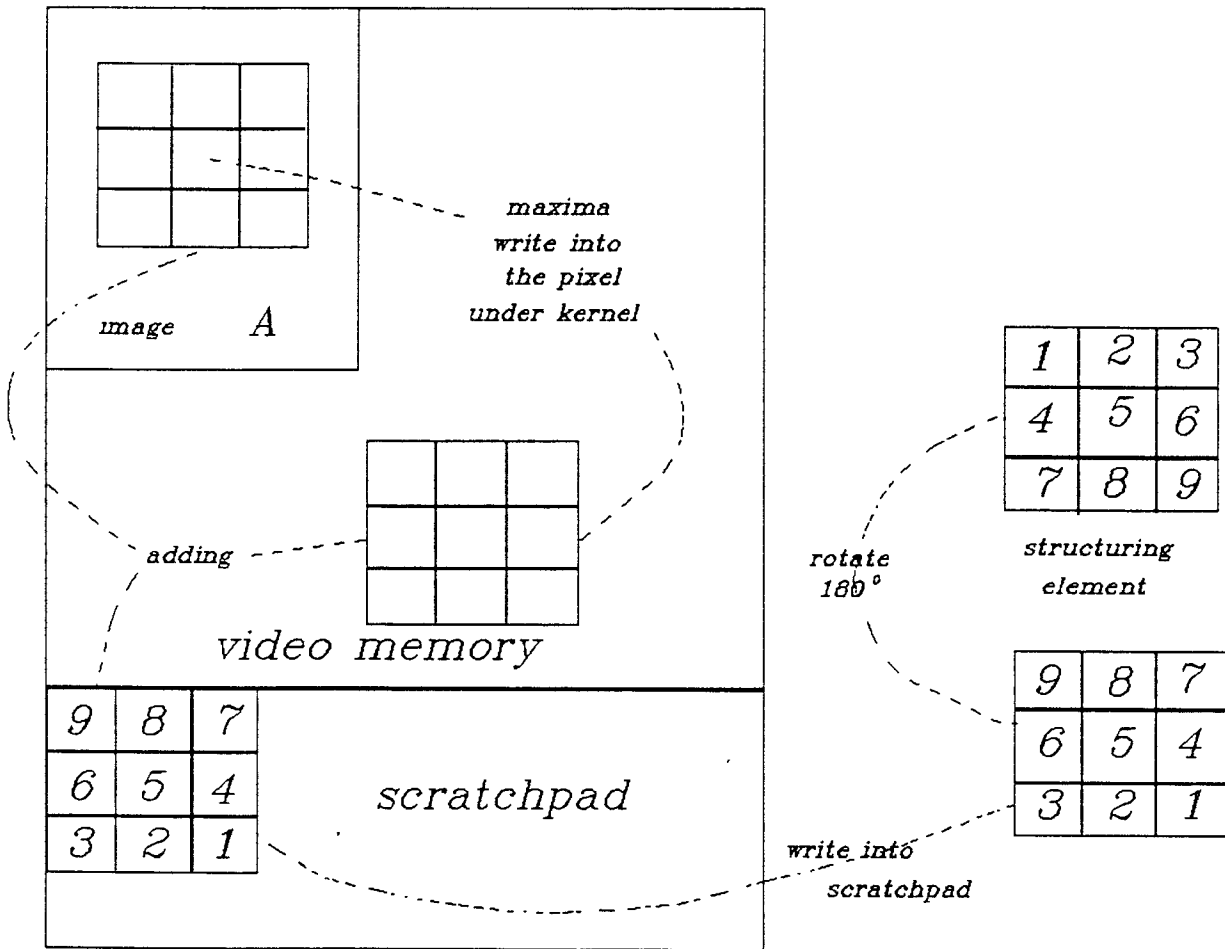 maxima
write into
the pixel
under kernel
image A
1 2 3
4 5 6
7 8 9
structuring
element
adding
rotate
180°
video memory
9 8 7
6 5 4
3 2 1
scratchpad
9 8 7
6 5 4
3 2 1
write into
scratchpad